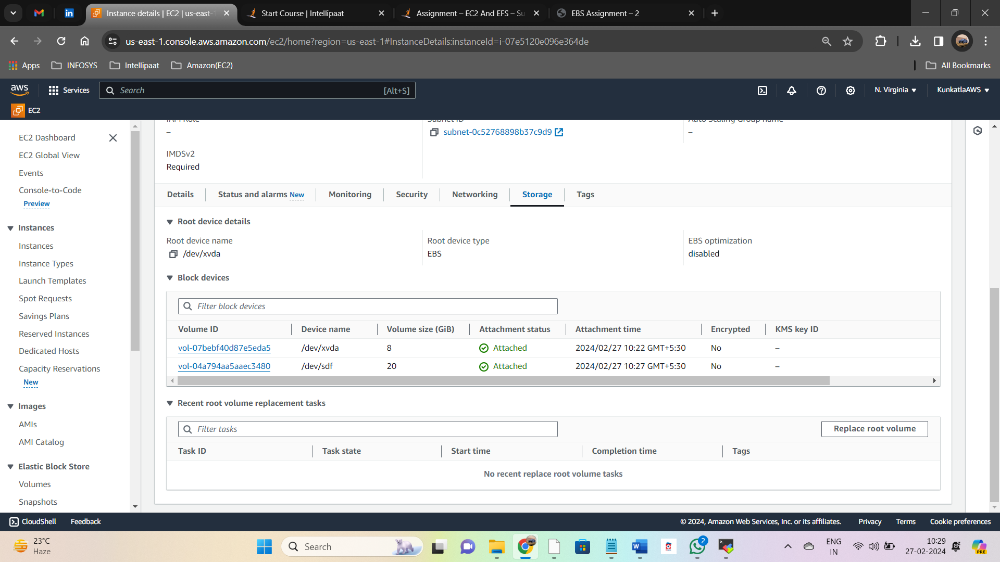 Instance details | EC2 | us-east-1
Start Course | Intellipaat
Assignment – EC2 And EFS – Su
EBS Assignment – 2
us-east-1.console.aws.amazon.com/ec2/home?region=us-east-1#InstanceDetails:instanceId=i-07e5120e096e364de
Apps
INFOSYS
Intellipaat
Amazon(EC2)
All Bookmarks
aws
Services
Search
[Alt+S]
N. Virginia
KunkatlaAWS
EC2
EC2 Dashboard
EC2 Global View
Events
Console-to-Code
Preview
Instances
Instances
Instance Types
Launch Templates
Spot Requests
Savings Plans
Reserved Instances
Dedicated Hosts
Capacity Reservations
New
Images
AMIs
AMI Catalog
Elastic Block Store
Volumes
Snapshots
IAM Role
–
Subnet ID
subnet-0c52768898b37c9d9
Auto Scaling Group name
–
IMDSv2
Required
Details
Status and alarms New
Monitoring
Security
Networking
Storage
Tags
Root device details
Root device name
/dev/xvda
Root device type
EBS
EBS optimization
disabled
Block devices
Filter block devices
Volume ID Device name Volume size (GiB) Attachment status Attachment time Encrypted KMS key ID
vol-07bebf40d87e5eda5 /dev/xvda 8 Attached 2024/02/27 10:22 GMT+5:30 No –
vol-04a794aa5aaec3480 /dev/sdf 20 Attached 2024/02/27 10:27 GMT+5:30 No –
Recent root volume replacement tasks
Filter tasks
Replace root volume
Task ID Task state Start time Completion time Tags
No recent replace root volume tasks
CloudShell
Feedback
© 2024, Amazon Web Services, Inc. or its affiliates.
Privacy
Terms
Cookie preferences
23°C
Haze
Search
2
ENG
IN
10:29
27-02-2024
PRE